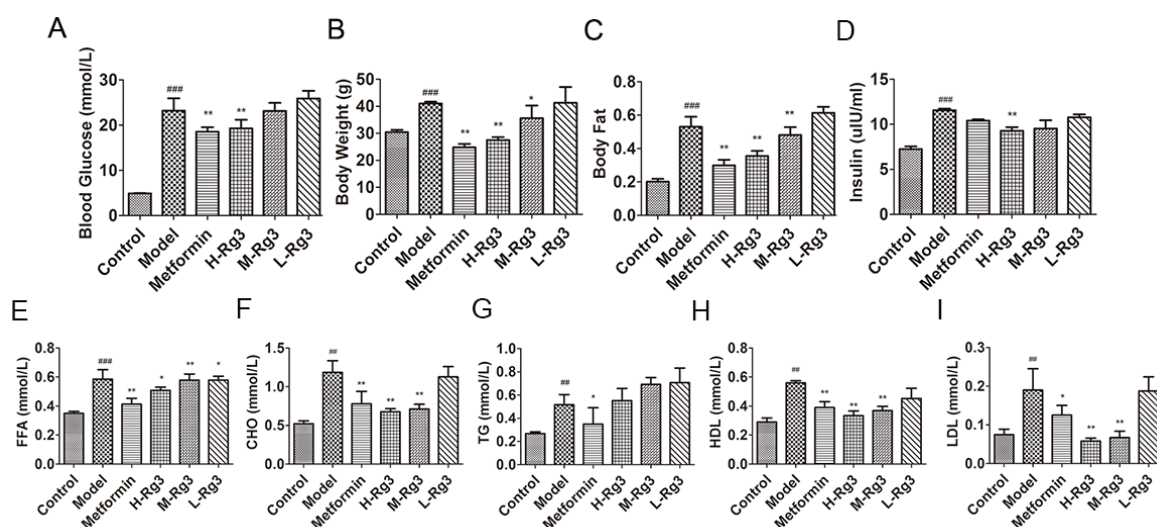 A
Blood Glucose (mmol/L)
30
20
10
0
###
**
**
Control
Model
Metformin
H-Rg3
M-Rg3
L-Rg3
B
Body Weight (g)
50
40
30
20
10
0
###
**
**
*
Control
Model
Metformin
H-Rg3
M-Rg3
L-Rg3
C
Body Fat
0.8
0.6
0.4
0.2
0.0
###
**
**
**
Control
Model
Metformin
H-Rg3
M-Rg3
L-Rg3
D
Insulin (uIU/ml)
15
10
5
0
###
**
Control
Model
Metformin
H-Rg3
M-Rg3
L-Rg3
E
FFA (mmol/L)
0.8
0.6
0.4
0.2
0.0
###
**
*
**
*
Control
Model
Metformin
H-Rg3
M-Rg3
L-Rg3
F
CHO (mmol/L)
1.5
1.0
0.5
0.0
##
**
**
**
Control
Model
Metformin
H-Rg3
M-Rg3
L-Rg3
G
TG (mmol/L)
1.0
0.8
0.6
0.4
0.2
0.0
##
*
Control
Model
Metformin
H-Rg3
M-Rg3
L-Rg3
H
HDL (mmol/L)
0.8
0.6
0.4
0.2
0.0
##
**
**
**
Control
Model
Metformin
H-Rg3
M-Rg3
L-Rg3
I
LDL (mmol/L)
0.3
0.2
0.1
0.0
##
*
**
**
Control
Model
Metformin
H-Rg3
M-Rg3
L-Rg3